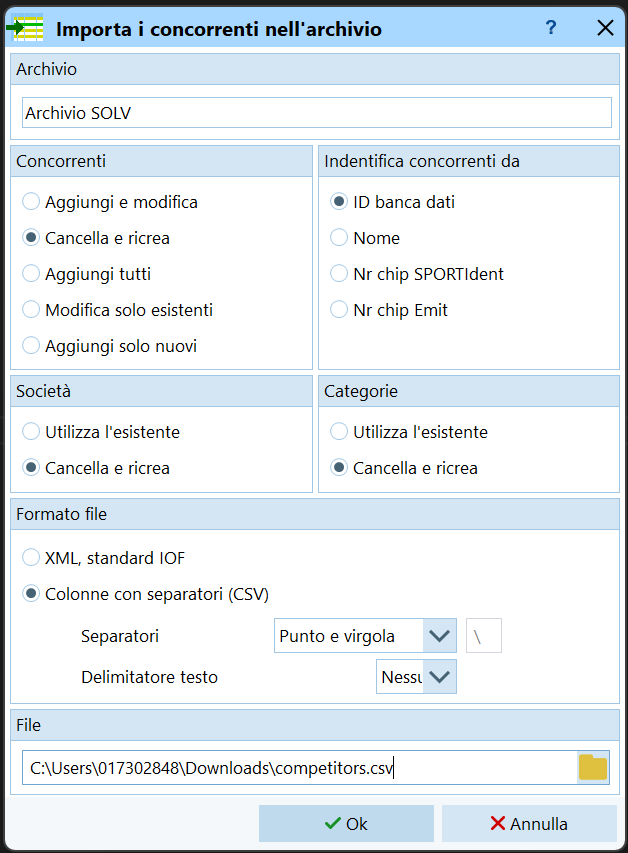 Importa i concorrenti nell'archivio ?
Archivio
Archivio SOLV
Concorrenti
Aggiungi e modifica
Cancella e ricrea
Aggiungi tutti
Modifica solo esistenti
Aggiungi solo nuovi
Indentifica concorrenti da
ID banca dati
Nome
Nr chip SPORTIdent
Nr chip Emit
Società
Utilizza l'esistente
Cancella e ricrea
Categorie
Utilizza l'esistente
Cancella e ricrea
Formato file
XML, standard IOF
Colonne con separatori (CSV)
Separatori Punto e virgola \
Delimitatore testo Nessu
File
C:\Users\017302848\Downloads\competitors.csv
Ok Annulla